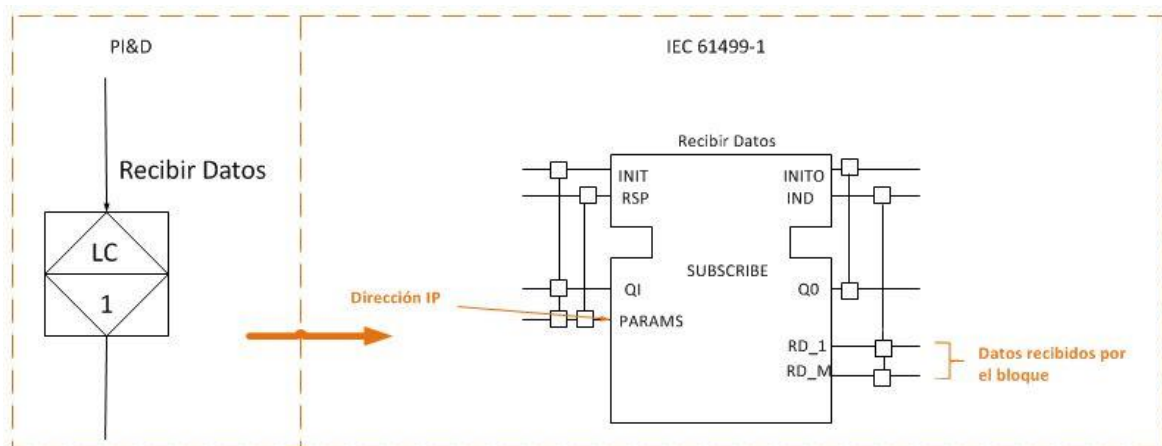 PI&D
IEC 61499-1
Recibir Datos
LC
1
Recibir Datos
INIT
INITO
RSP
IND
SUBSCRIBE
QI
Q0
Dirección IP
PARAMS
RD_1
RD_M
Datos recibidos por
el bloque